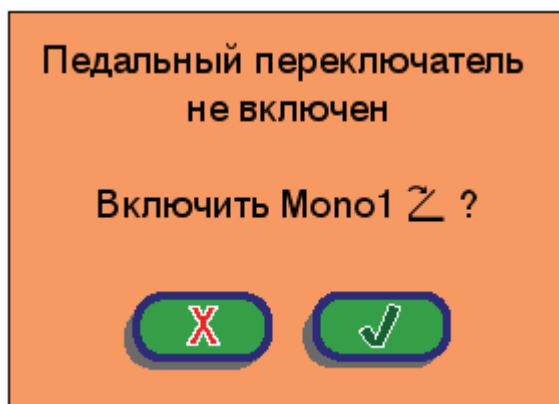 Педальный переключатель
не включен
Включить Mono1 ?
X